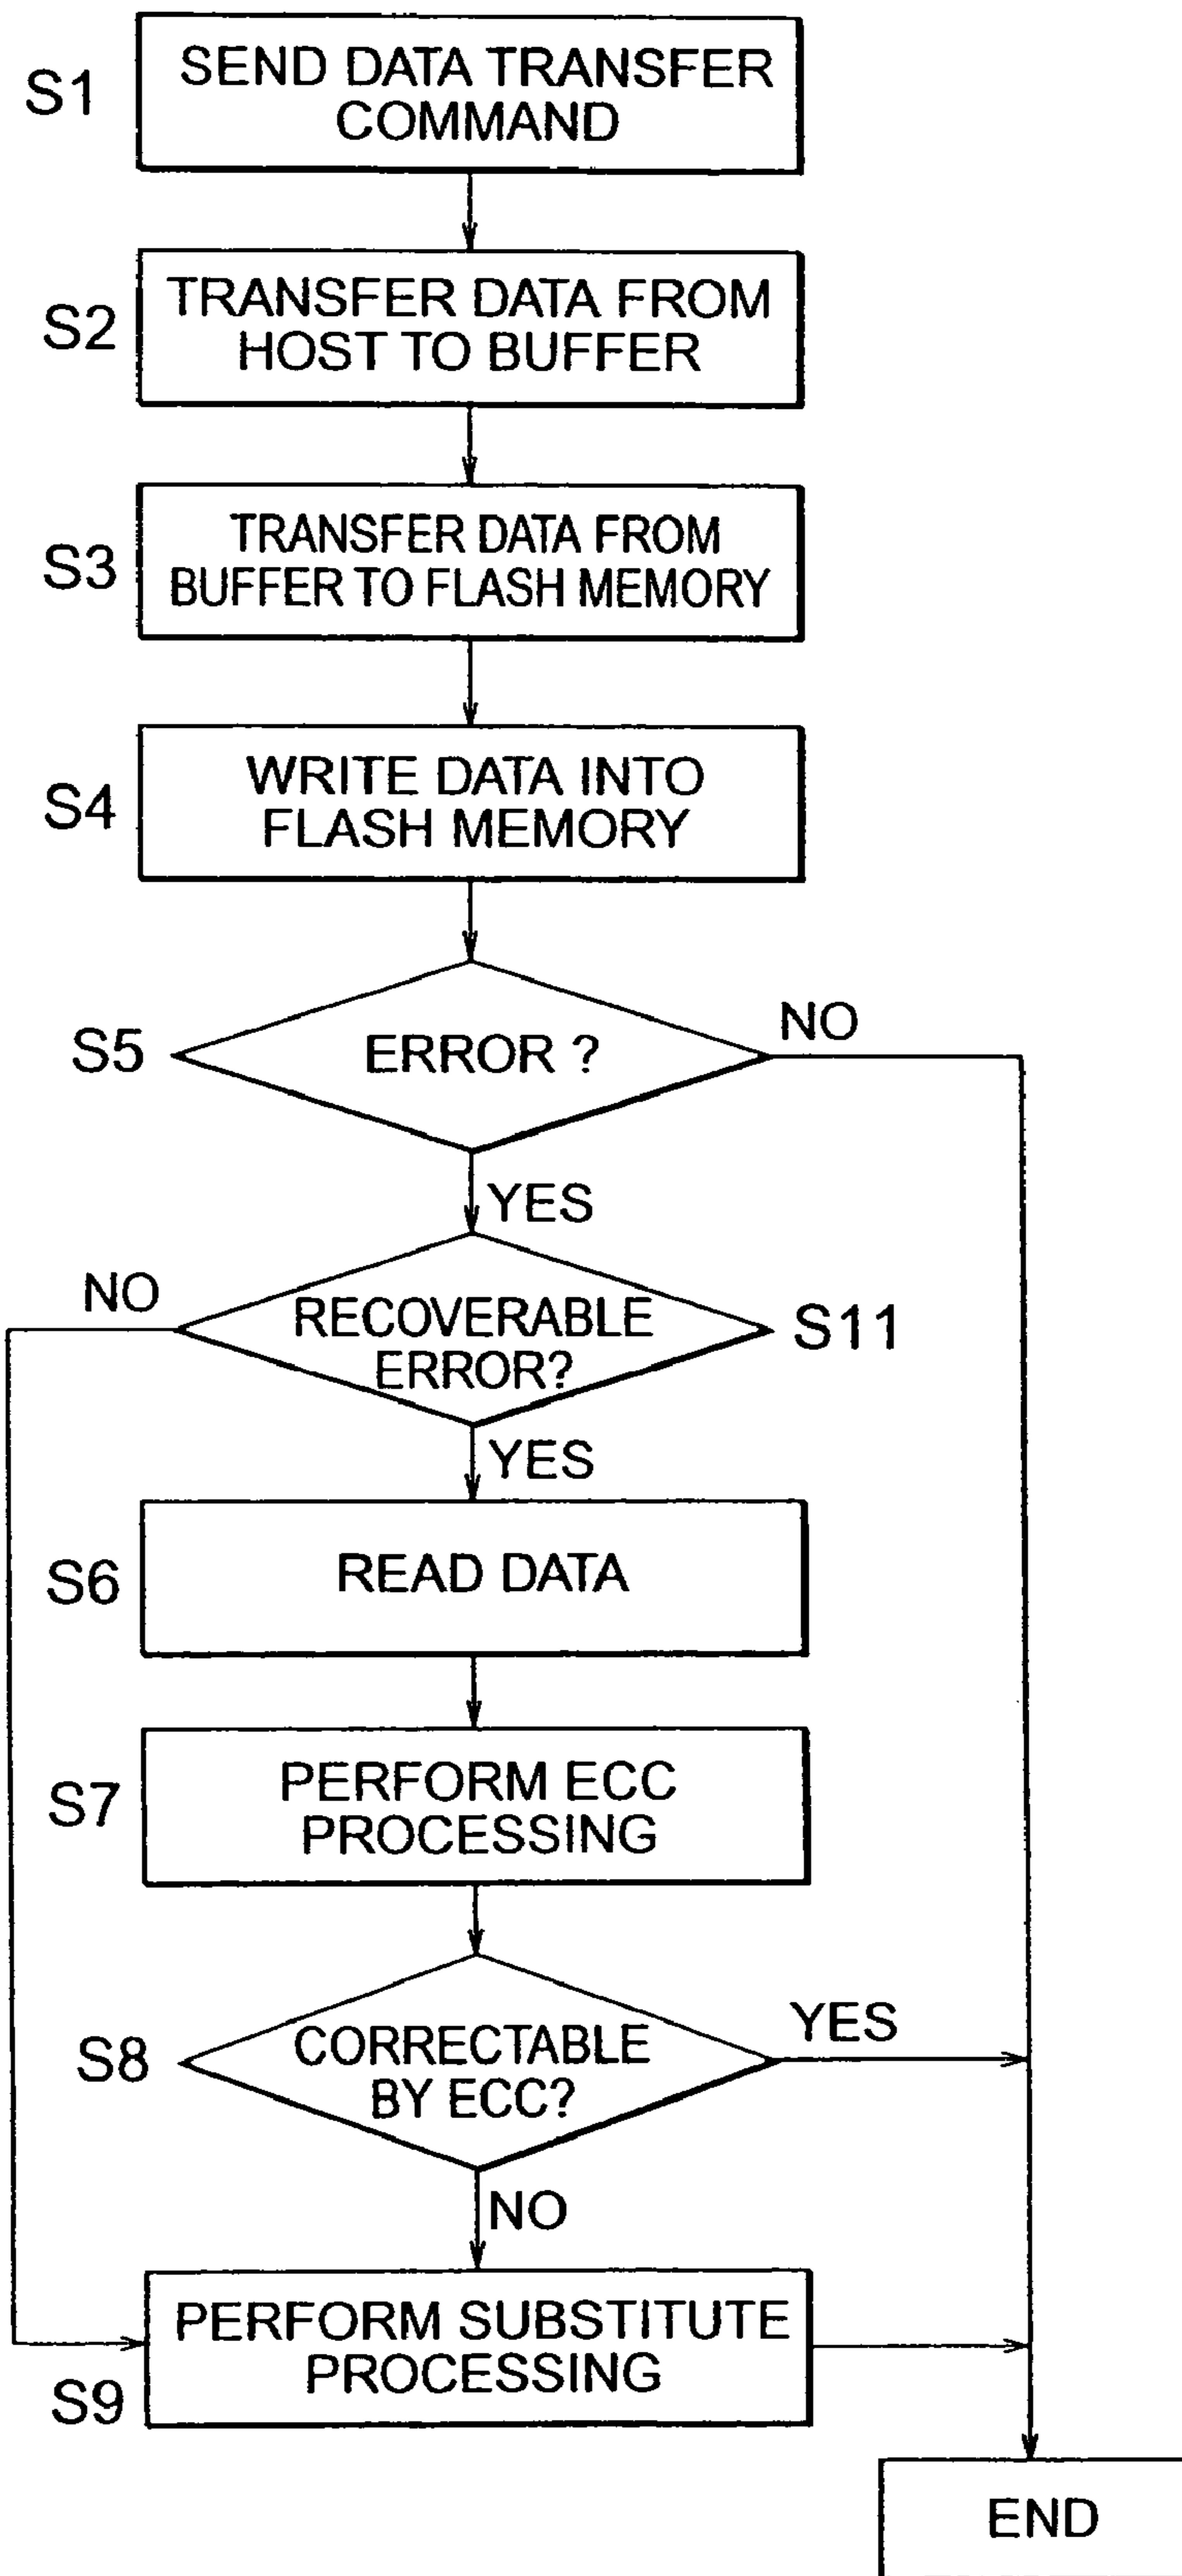 S1
SEND DATA TRANSFER
COMMAND
S2
TRANSFER DATA FROM
HOST TO BUFFER
S3
TRANSFER DATA FROM
BUFFER TO FLASH MEMORY
S4
WRITE DATA INTO
FLASH MEMORY
S5
ERROR ?
NO
YES
NO
RECOVERABLE
ERROR?
S11
YES
S6
READ DATA
S7
PERFORM ECC
PROCESSING
S8
CORRECTABLE
BY ECC?
YES
NO
S9
PERFORM SUBSTITUTE
PROCESSING
END